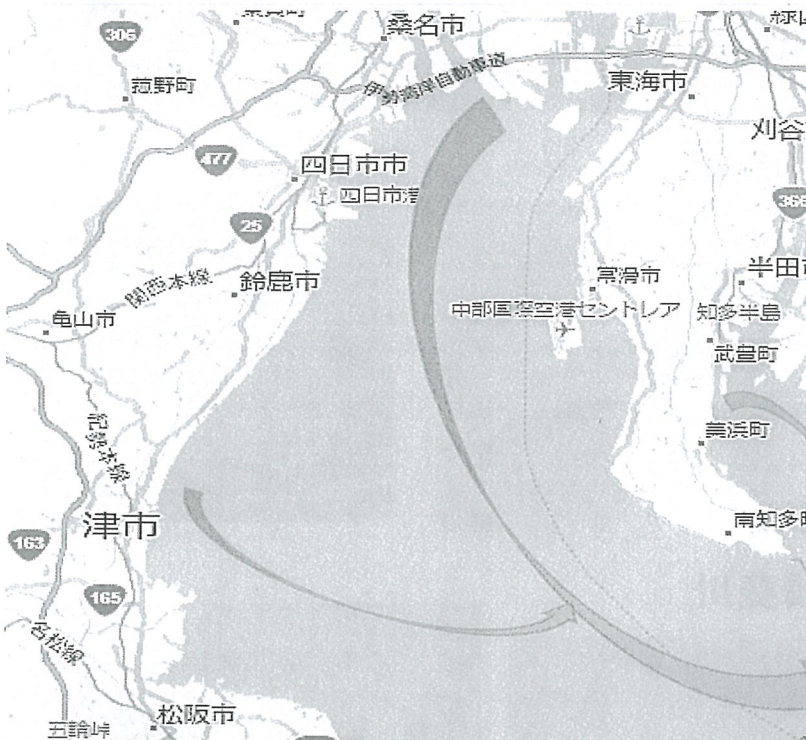 306
桑名市
東海市
菰野町
伊勢湾岸自動車道
刈谷
477
四日市市
四日市港
366
25
関西本線
鈴鹿市
常滑市
半田市
亀山市
中部国際空港セントレア
知多半島
武豊町
紀勢本線
美浜町
津市
南知多町
163
165
名松線
松阪市
五輪峠